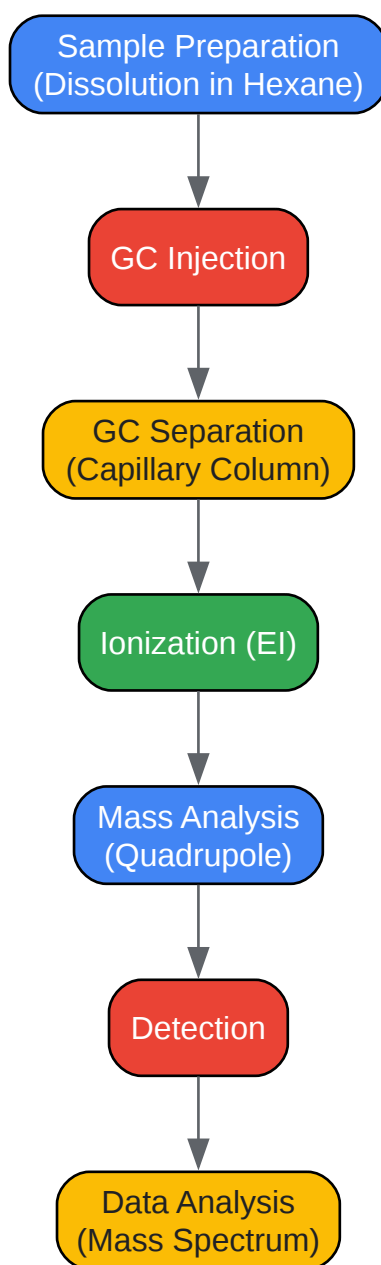 Sample Preparation
(Dissolution in Hexane)
GC Injection
GC Separation
(Capillary Column)
Ionization (EI)
Mass Analysis
(Quadrupole)
Detection
Data Analysis
(Mass Spectrum)